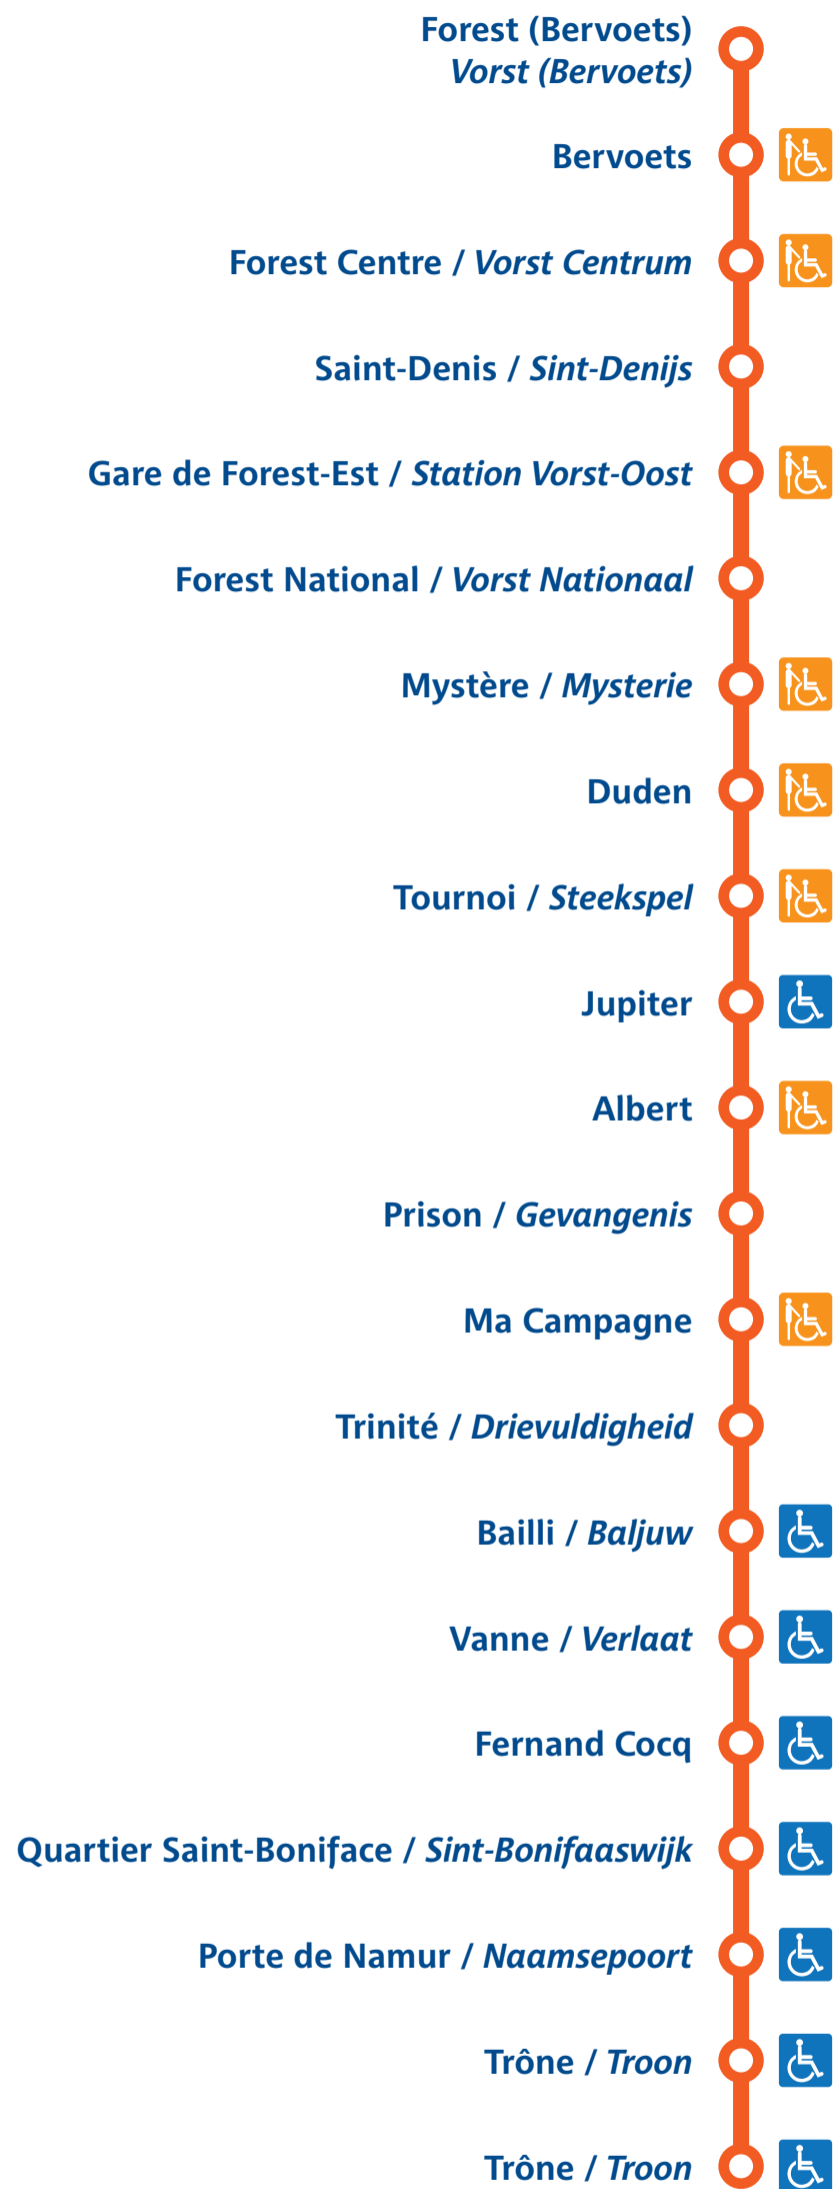 Forest (Bervoets)
Vorst (Bervoets)
Bervoets
Forest Centre / Vorst Centrum
Saint-Denis / Sint-Denijs
Gare de Forest-Est / Station Vorst-Oost
Forest National / Vorst Nationaal
Mystère / Mysterie
Duden
Tournoi / Steekspel
Jupiter
Albert
Prison / Gevangenis
Ma Campagne
Trinité / Drievuldigheid
Bailli / Baljuw
Vanne / Verlaat
Fernand Cocq
Quartier Saint-Boniface / Sint-Bonifaaswijk
Porte de Namur / Naamsepoort
Trône / Troon
Trône / Troon